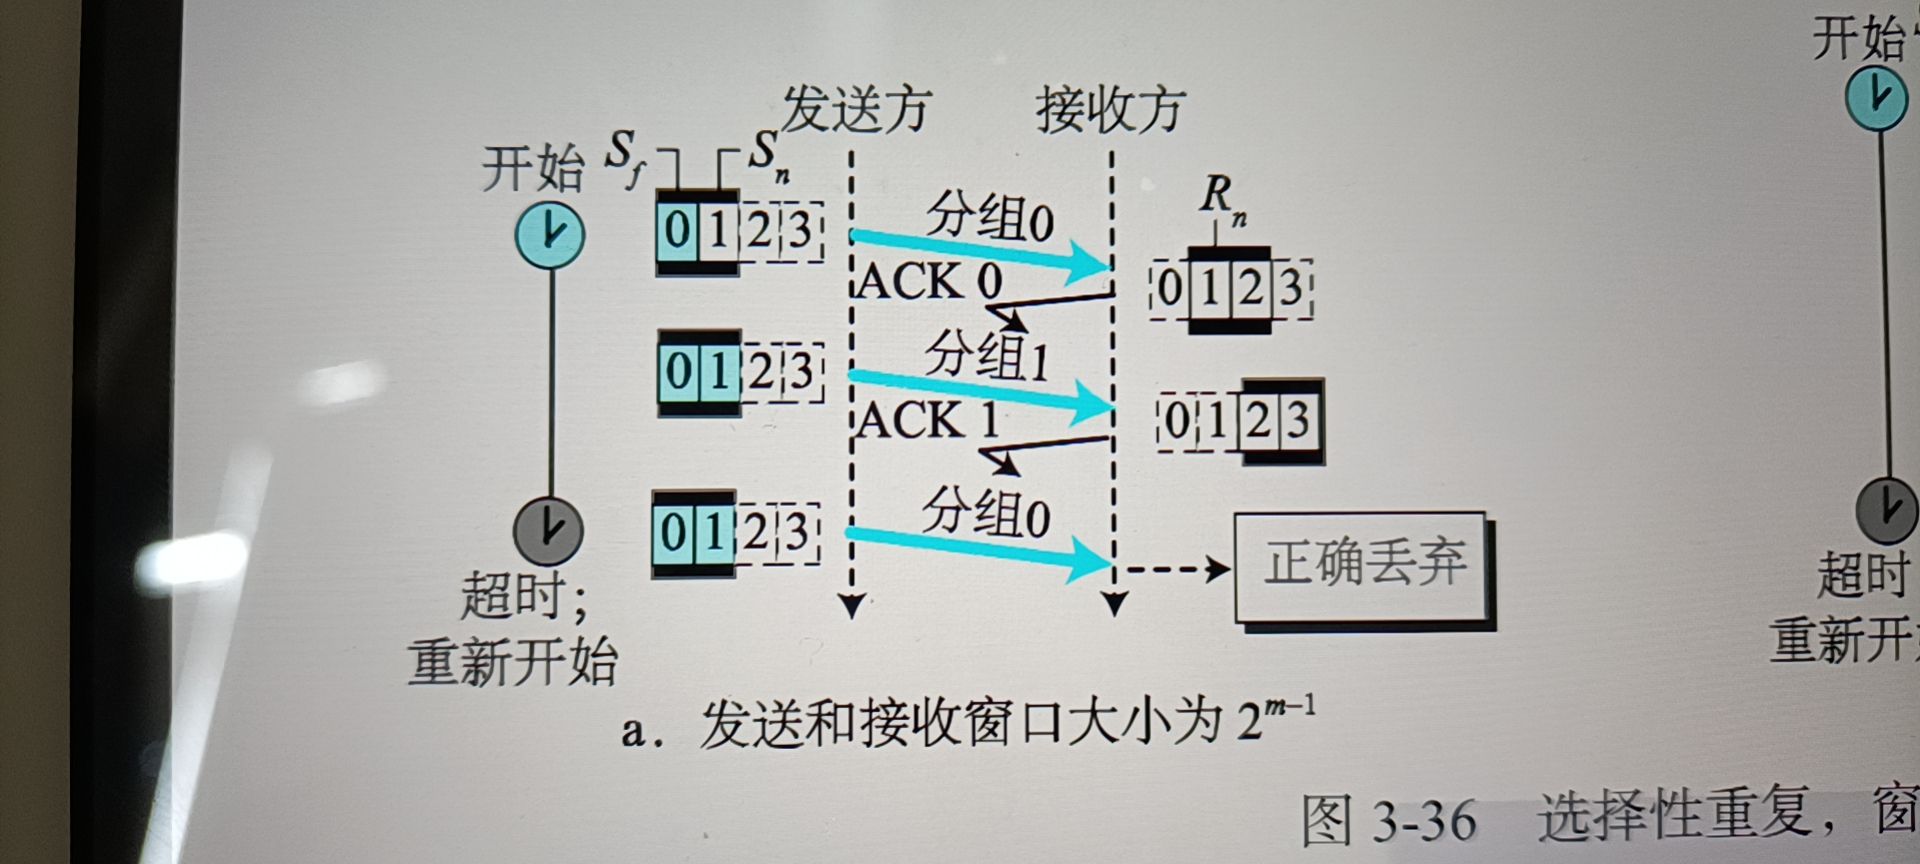 发送方 接收方
开始 S_f S_n
0 1 2 3
分组0
R_n
ACK 0
0 1 2 3
分组1
0 1 2 3
ACK 1
0 1 2 3
分组0
0 1 2 3
正确丢弃
超时；
重新开始
a. 发送和接收窗口大小为 2^{m-1}
开始
超时
重新开
图 3-36 选择性重复，窗